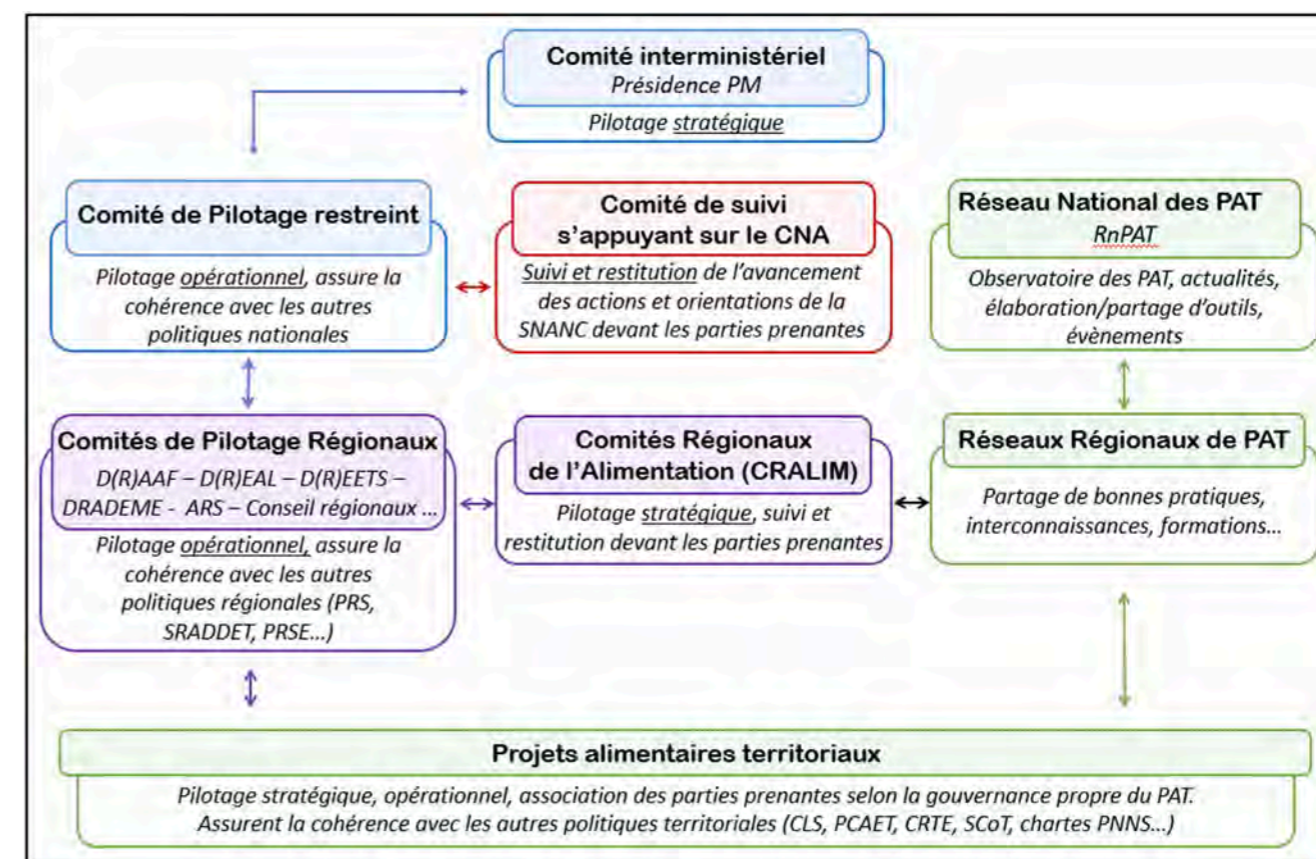 Comité interministériel
Présidence PM
Pilotage stratégique
Comité de Pilotage restreint
Pilotage opérationnel, assure la
cohérence avec les autres
politiques nationales
Comité de suivi
s'appuyant sur le CNA
Suivi et restitution de l'avancement
des actions et orientations de la
SNANC devant les parties prenantes
Réseau National des PAT
RnPAT
Observatoire des PAT, actualités,
élaboration/partage d'outils,
évènements
Comités de Pilotage Régionaux
D(R)AAF – D(R)EAL – D(R)EETS –
DRADEME - ARS – Conseil régionaux ...
Pilotage opérationnel, assure la
cohérence avec les autres
politiques régionales (PRS,
SRADDET, PRSE...)
Comités Régionaux
de l'Alimentation (CRALIM)
Pilotage stratégique, suivi et
restitution devant les parties prenantes
Réseaux Régionaux de PAT
Partage de bonnes pratiques,
interconnaissances, formations...
Projets alimentaires territoriaux
Pilotage stratégique, opérationnel, association des parties prenantes selon la gouvernance propre du PAT.
Assurent la cohérence avec les autres politiques territoriales (CLS, PCAET, CRTE, SCoT, chartes PNNS...)